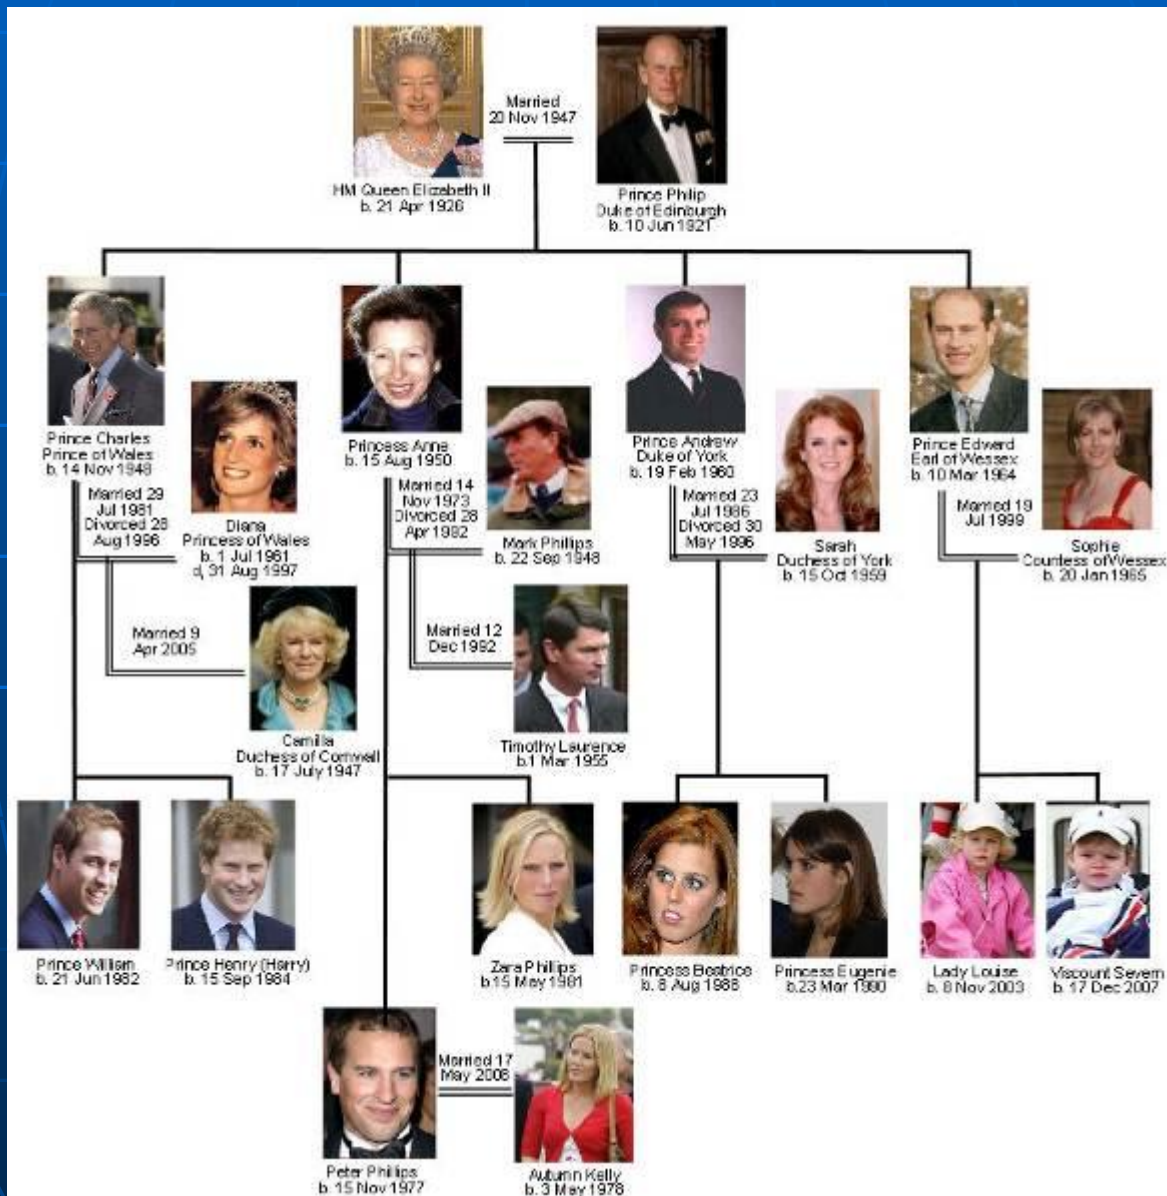 Married
20 Nov 1947
HM Queen Elizabeth II
b. 21 Apr 1926
Prince Philip
Duke of Edinburgh
b. 10 Jun 1921
Prince Charles
Prince of Wales
b. 14 Nov 1948
Married 29
Jul 1981
Divorced 28
Aug 1996
Diana
Princess of Wales
b. 1 Jul 1961
d, 31 Aug 1997
Married 9
Apr 2005
Camilla
Duchess of Cornwall
b. 17 July 1947
Princess Anne
b. 15 Aug 1950
Married 14
Nov 1973
Divorced 28
Apr 1992
Mark Phillips
b. 22 Sep 1948
Married 12
Dec 1992
Timothy Laurence
b.1 Mar 1955
Prince Andrew
Duke of York
b. 19 Feb 1960
Married 23
Jul 1986
Divorced 30
May 1996
Sarah
Duchess of York
b. 15 Oct 1959
Prince Edward
Earl of Wessex
b. 10 Mar 1964
Married 19
Jul 1999
Sophie
Countess of Wessex
b. 20 Jan 1965
Prince William
b. 21 Jun 1982
Prince Henry (Harry)
b. 15 Sep 1984
Zara Phillips
b.15 May 1981
Princess Beatrice
b. 8 Aug 1988
Princess Eugenie
b.23 Mar 1990
Lady Louise
b. 8 Nov 2003
Viscount Severn
b. 17 Dec 2007
Peter Phillips
b. 15 Nov 1977
Married 17
May 2008
Autumn Kelly
b. 3 May 1978